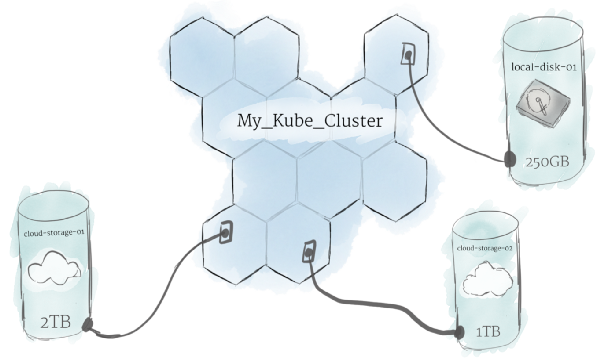 local-disk-01
My_Kube_Cluster
250GB
cloud-storage-01
cloud-storage-02
2TB
1TB